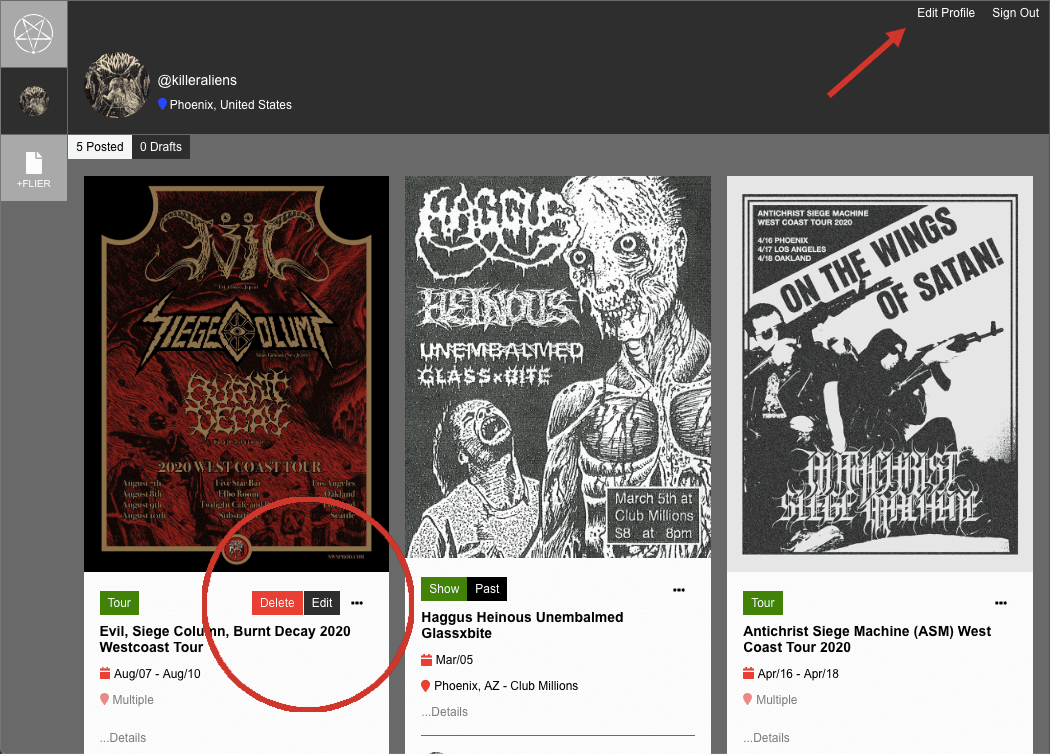 Edit Profile Sign Out
@killeraliens
Phoenix, United States
5 Posted 0 Drafts
+FLIER
SIEGE COLUMN
BURNT
DECAY
2020 WEST COAST TOUR
August 7th Five Star Bar Los Angeles
August 8th Elbo Room Oakland
August 9th
August 10th Seattle
NWNPROD.COM
Tour Delete Edit
Evil, Siege Column, Burnt Decay 2020
Westcoast Tour
Aug/07 - Aug/10
Multiple
...Details
HAGGUS
HEINOUS
UNEMBALMED
GLASSXBITE
March 5th at
Club Millions
$8 at 8pm
Show Past
Haggus Heinous Unembalmed
Glassxbite
Mar/05
Phoenix, AZ - Club Millions
...Details
ANTICHRIST SIEGE MACHINE
WEST COAST TOUR 2020
4/16 PHOENIX
4/17 LOS ANGELES
4/18 OAKLAND
ON THE WINGS
OF SATAN!
ANTICHRIST
SIEGE MACHINE
Tour
Antichrist Siege Machine (ASM) West
Coast Tour 2020
Apr/16 - Apr/18
Multiple
...Details